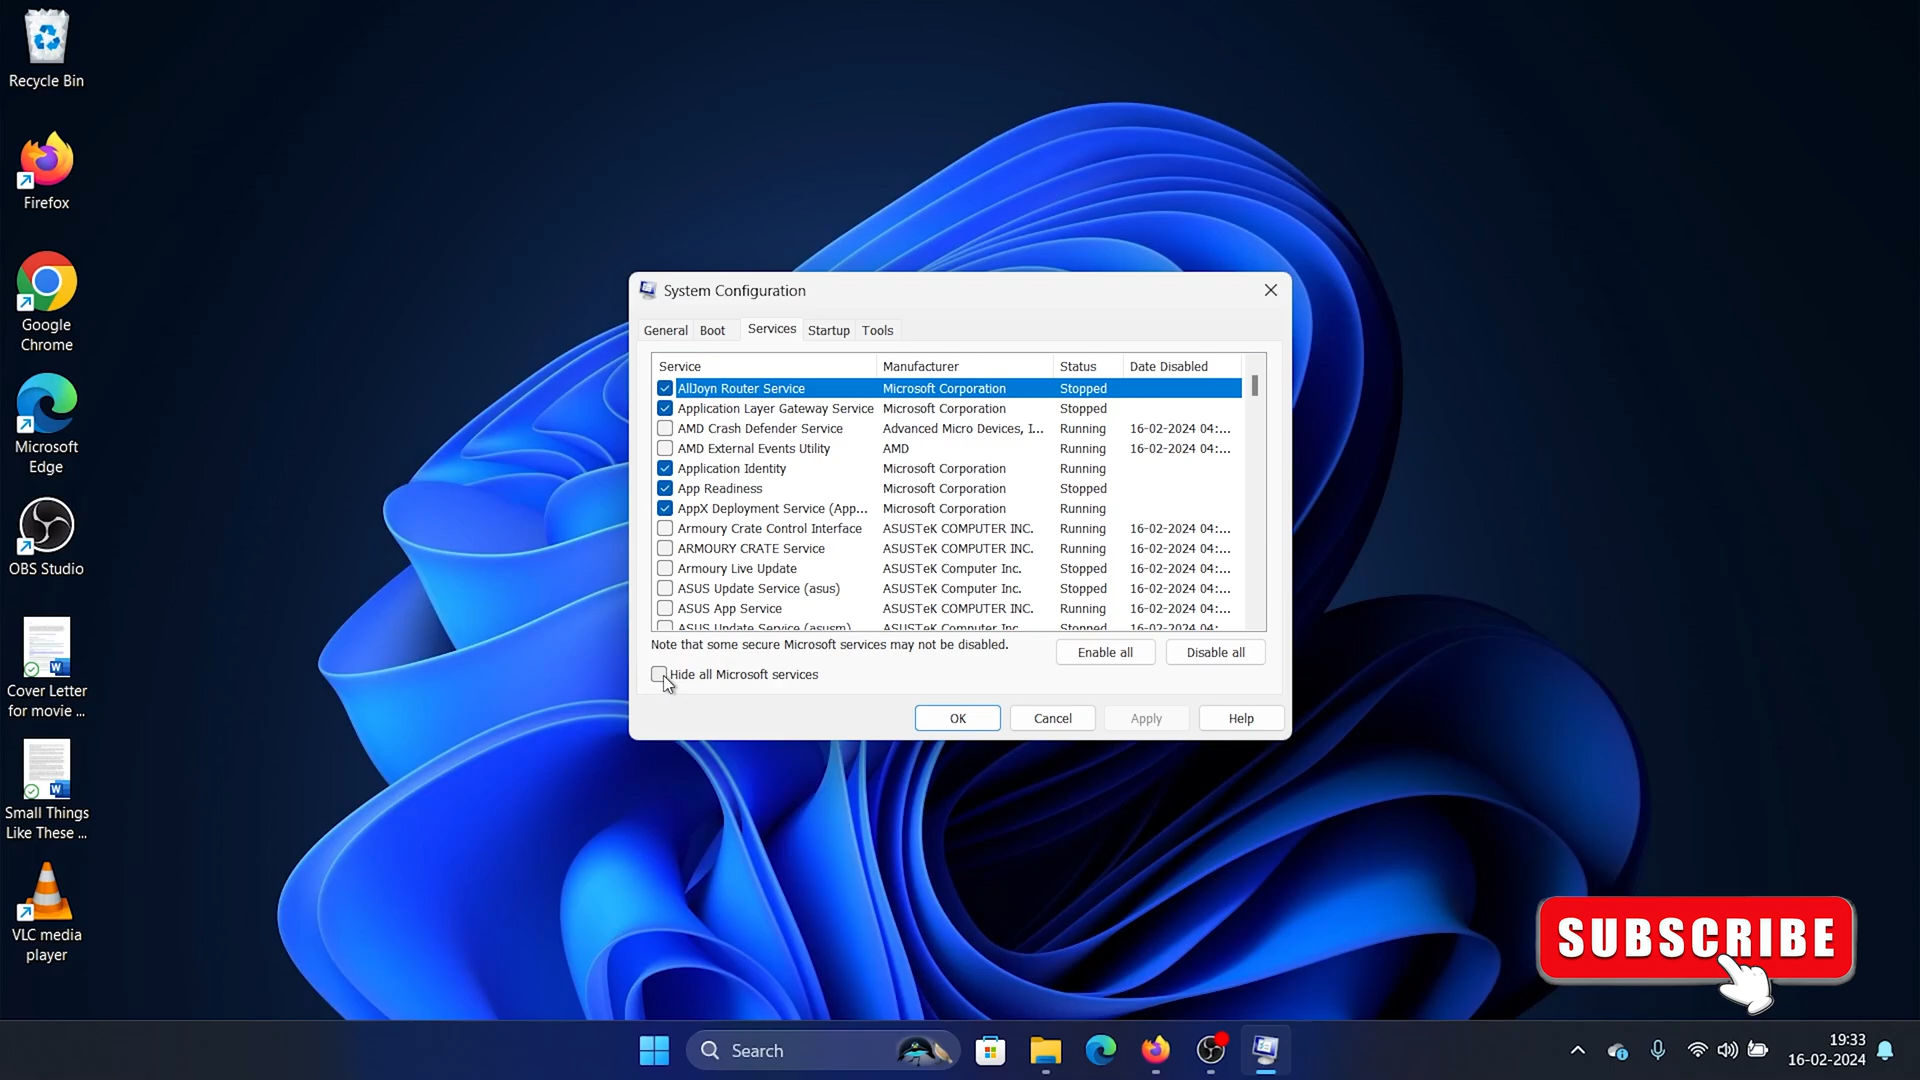 Recycle Bin
Firefox
Google
Chrome
Microsoft
Edge
OBS Studio
Cover Letter
for movie ...
Small Things
Like These ...
VLC media
player
System Configuration
General Boot Services Startup Tools
Service Manufacturer Status Date Disabled
AllJoyn Router Service Microsoft Corporation Stopped
Application Layer Gateway Service Microsoft Corporation Stopped
AMD Crash Defender Service Advanced Micro Devices, I... Running 16-02-2024 04:...
AMD External Events Utility AMD Running 16-02-2024 04:...
Application Identity Microsoft Corporation Running
App Readiness Microsoft Corporation Stopped
AppX Deployment Service (App... Microsoft Corporation Running
Armoury Crate Control Interface ASUSTeK COMPUTER INC. Running 16-02-2024 04:...
ARMOURY CRATE Service ASUSTeK COMPUTER INC. Running 16-02-2024 04:...
Armoury Live Update ASUSTeK Computer Inc. Stopped 16-02-2024 04:...
ASUS Update Service (asus) ASUSTeK Computer Inc. Stopped 16-02-2024 04:...
ASUS App Service ASUSTeK COMPUTER INC. Running 16-02-2024 04:...
ASUS Update Service (asusm) ASUSTeK Computer Inc. Stopped 16-02-2024 04:
Note that some secure Microsoft services may not be disabled.
Enable all Disable all
Hide all Microsoft services
OK Cancel Apply Help
SUBSCRIBE
Search
19:33
16-02-2024